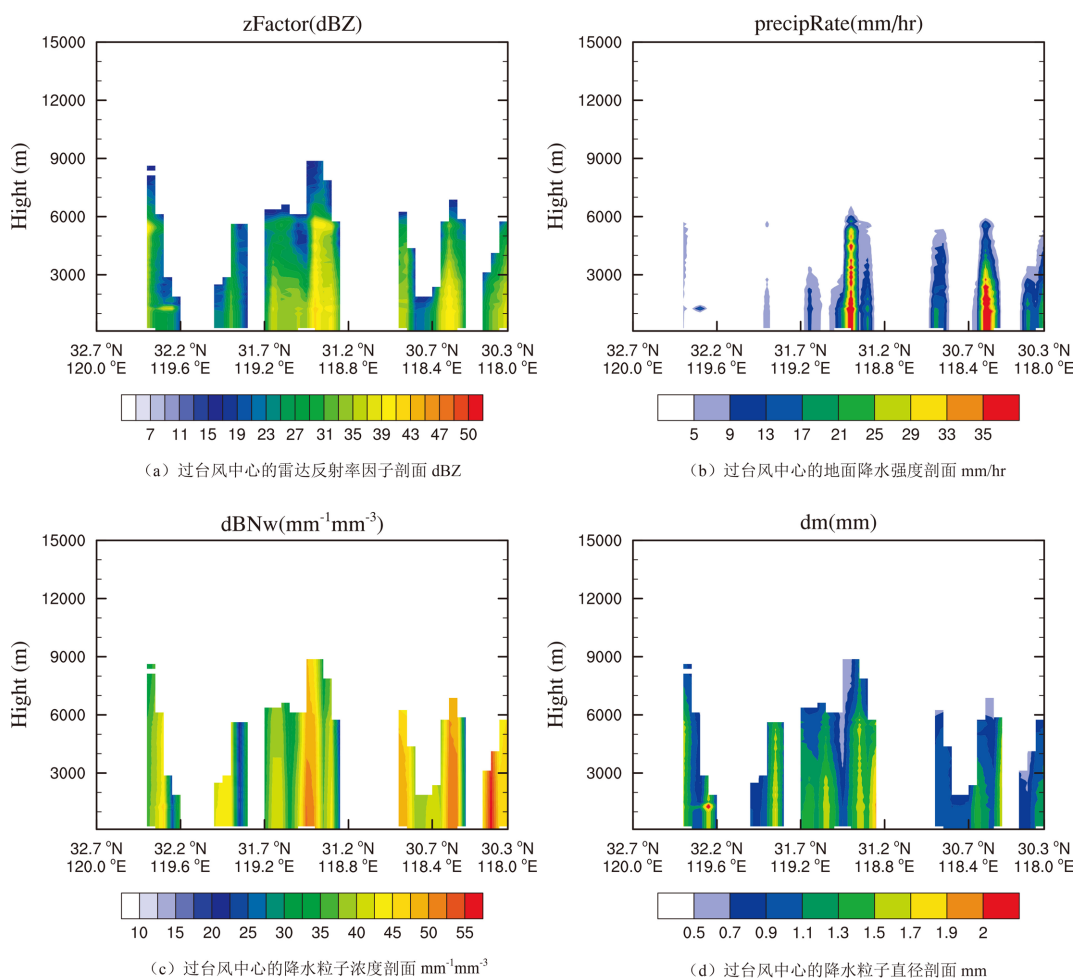 zFactor(dBZ)
15000
12000
9000
6000
3000
Hight (m)
32.7 °N 32.2 °N 31.7 °N 31.2 °N 30.7 °N 30.3 °N
120.0 °E 119.6 °E 119.2 °E 118.8 °E 118.4 °E 118.0 °E
7 11 15 19 23 27 31 35 39 43 47 50
（a）过台风中心的雷达反射率因子剖面 dBZ
precipRate(mm/hr)
15000
12000
9000
6000
3000
Hight (m)
32.7 °N 32.2 °N 31.7 °N 31.2 °N 30.7 °N 30.3 °N
120.0 °E 119.6 °E 119.2 °E 118.8 °E 118.4 °E 118.0 °E
5 9 13 17 21 25 29 33 35
（b）过台风中心的地面降水强度剖面 mm/hr
dBNw(mm⁻¹mm⁻³)
15000
12000
9000
6000
3000
Hight (m)
32.7 °N 32.2 °N 31.7 °N 31.2 °N 30.7 °N 30.3 °N
120.0 °E 119.6 °E 119.2 °E 118.8 °E 118.4 °E 118.0 °E
10 15 20 25 30 35 40 45 50 55
（c）过台风中心的降水粒子浓度剖面 mm⁻¹mm⁻³
dm(mm)
15000
12000
9000
6000
3000
Hight (m)
32.7 °N 32.2 °N 31.7 °N 31.2 °N 30.7 °N 30.3 °N
120.0 °E 119.6 °E 119.2 °E 118.8 °E 118.4 °E 118.0 °E
0.5 0.7 0.9 1.1 1.3 1.5 1.7 1.9 2
（d）过台风中心的降水粒子直径剖面 mm